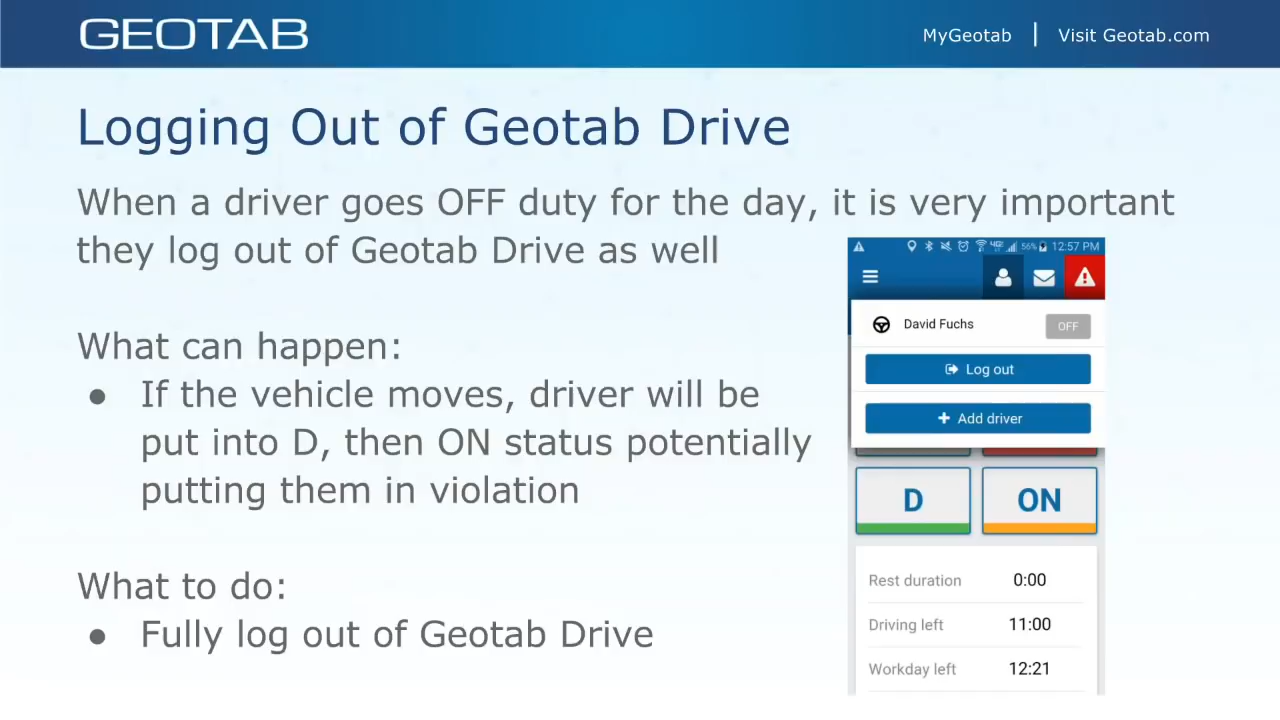 GEOTAB
MyGeotab | Visit Geotab.com
Logging Out of Geotab Drive
When a driver goes OFF duty for the day, it is very important
they log out of Geotab Drive as well
What can happen:
● If the vehicle moves, driver will be
put into D, then ON status potentially
putting them in violation
What to do:
● Fully log out of Geotab Drive
56% 12:57 PM
David Fuchs OFF
Log out
+ Add driver
D ON
Rest duration 0:00
Driving left 11:00
Workday left 12:21